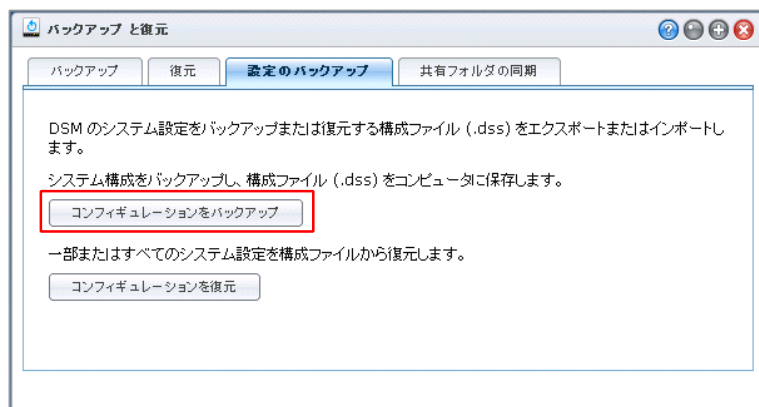 バックアップ と復元
バックアップ 復元 設定のバックアップ 共有フォルダの同期
DSM のシステム設定をバックアップまたは復元する構成ファイル (.dss) をエクスポートまたはインポートし
ます。
システム構成をバックアップし、構成ファイル (.dss) をコンピュータに保存します。
コンフィギュレーションをバックアップ
一部またはすべてのシステム設定を構成ファイルから復元します。
コンフィギュレーションを復元